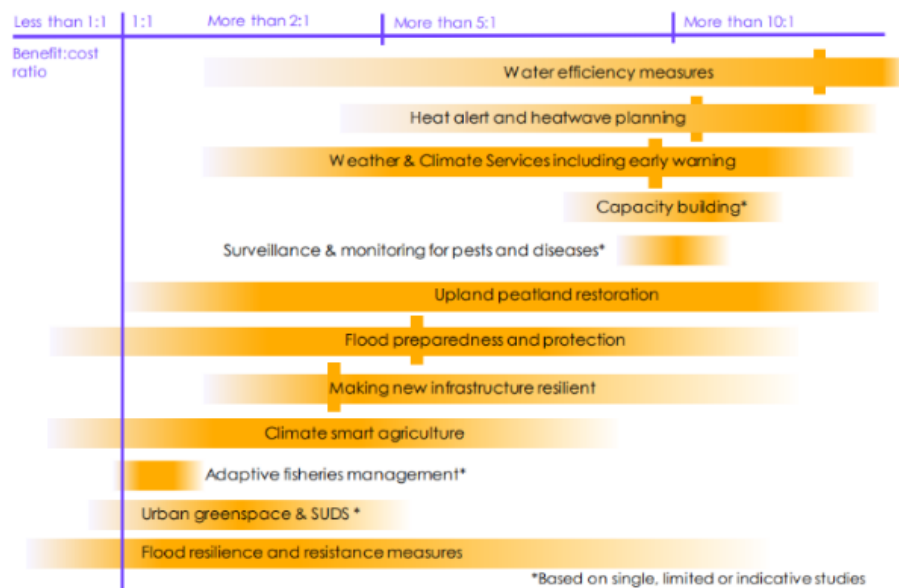 Less than 1:1 1:1 More than 2:1 More than 5:1 More than 10:1
Benefit:cost
ratio
Water efficiency measures
Heat alert and heatwave planning
Weather & Climate Services including early warning
Capacity building*
Surveillance & monitoring for pests and diseases*
Upland peatland restoration
Flood preparedness and protection
Making new infrastructure resilient
Climate smart agriculture
Adaptive fisheries management*
Urban greenspace & SUDS *
Flood resilience and resistance measures
*Based on single, limited or indicative studies